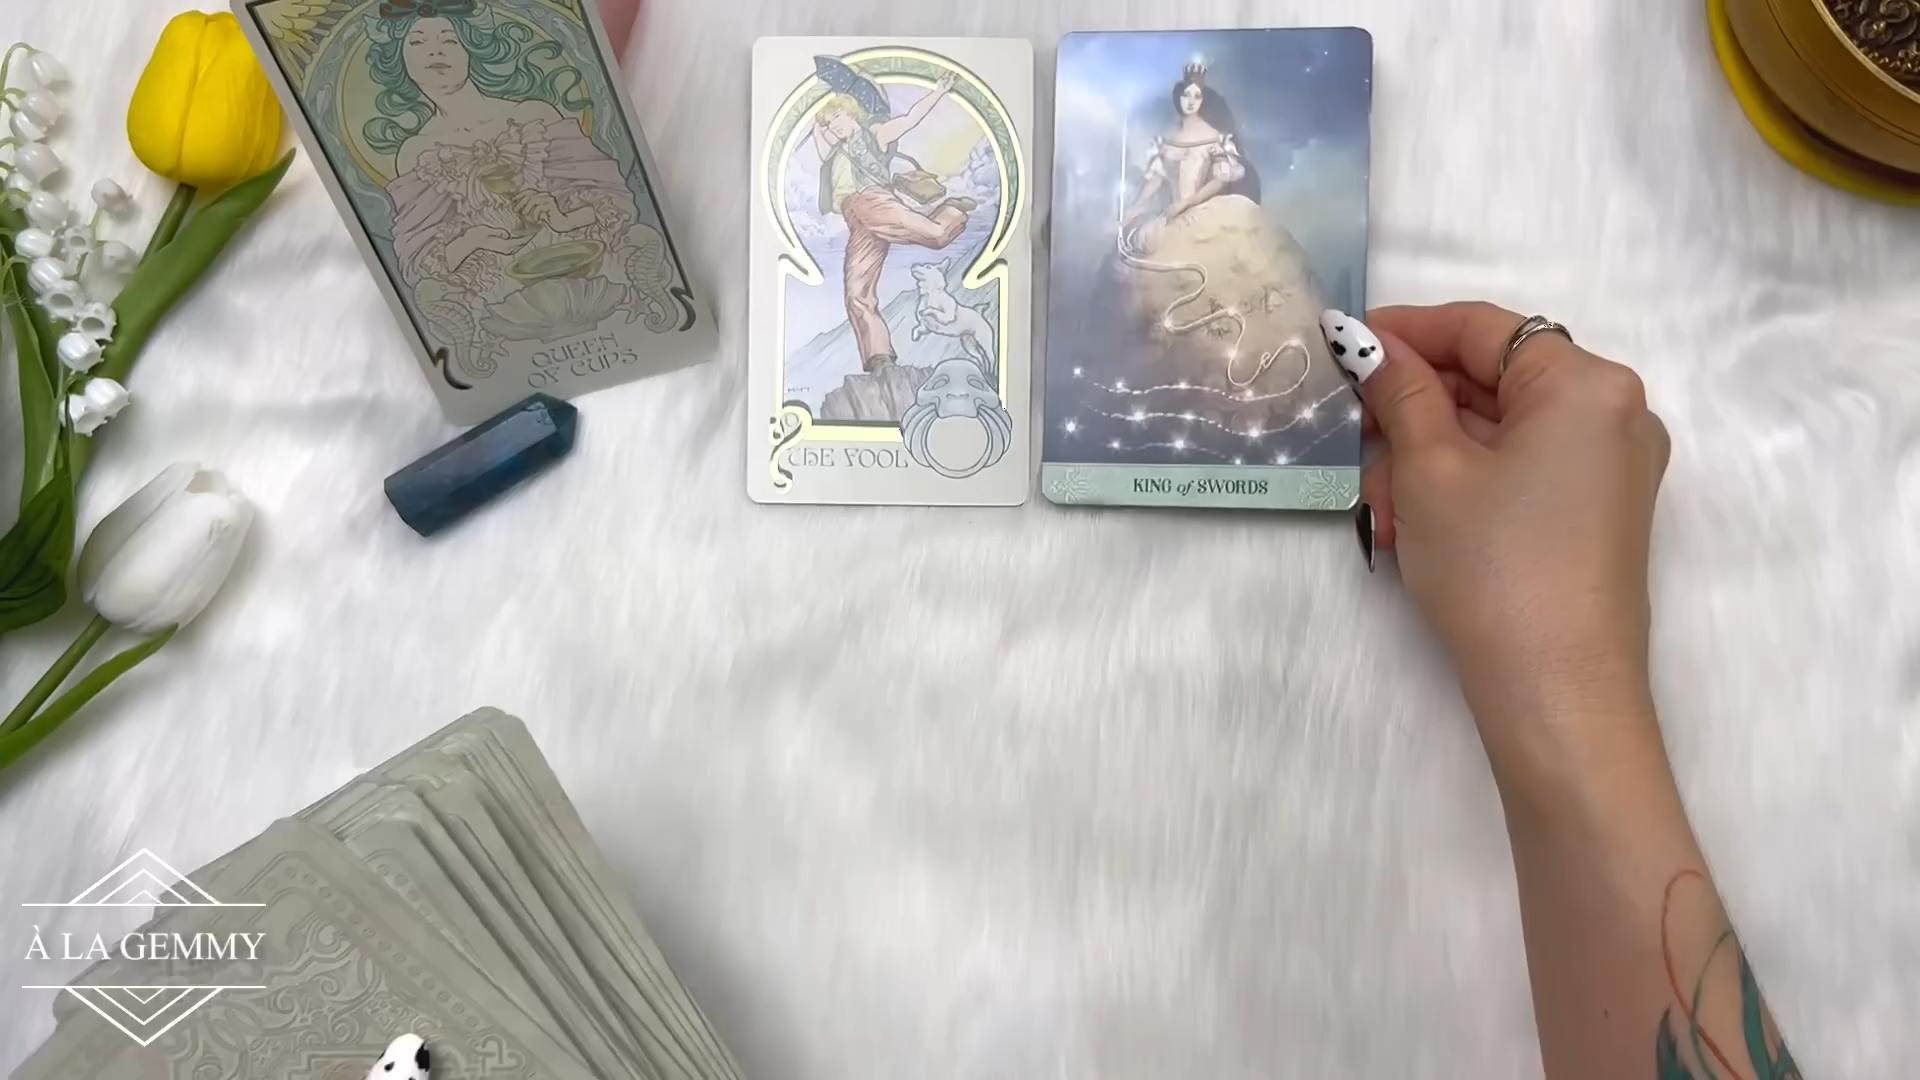 QUEEN
OF CUPS
THE FOOL
KING of SWORDS
À LA GEMMY